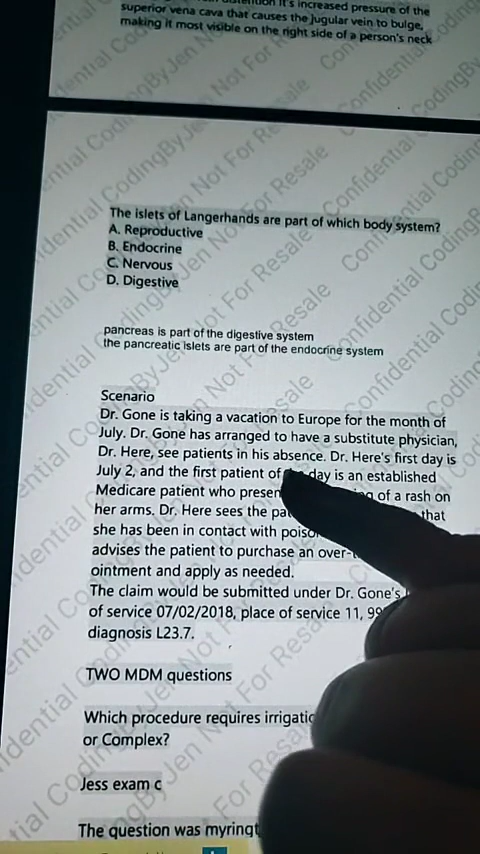 superior vena cava that causes the jugular vein to bulge,
making it most visible on the right side of a person's neck
The islets of Langerhands are part of which body system?
A. Reproductive
B. Endocrine
C. Nervous
D. Digestive
pancreas is part of the digestive system
the pancreatic islets are part of the endocrine system
Scenario
Dr. Gone is taking a vacation to Europe for the month of
July. Dr. Gone has arranged to have a substitute physician,
Dr. Here, see patients in his absence. Dr. Here's first day is
July 2, and the first patient of day is an established
Medicare patient who of a rash on
her arms. Dr. Here sees the that
she has been in contact with
advises the patient to purchase an
ointment and apply as needed.
The claim would be submitted under Dr. Gone's
of service 07/02/2018, place of service 11,
diagnosis L23.7.
TWO MDM questions
Which procedure requires
or Complex?
Jess exam c
The question was
Confidential CodingByJen Not For Resale